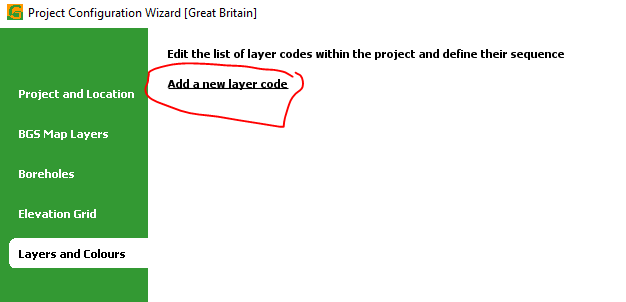 Project Configuration Wizard [Great Britain]
Edit the list of layer codes within the project and define their sequence
Add a new layer code
Project and Location
BGS Map Layers
Boreholes
Elevation Grid
Layers and Colours